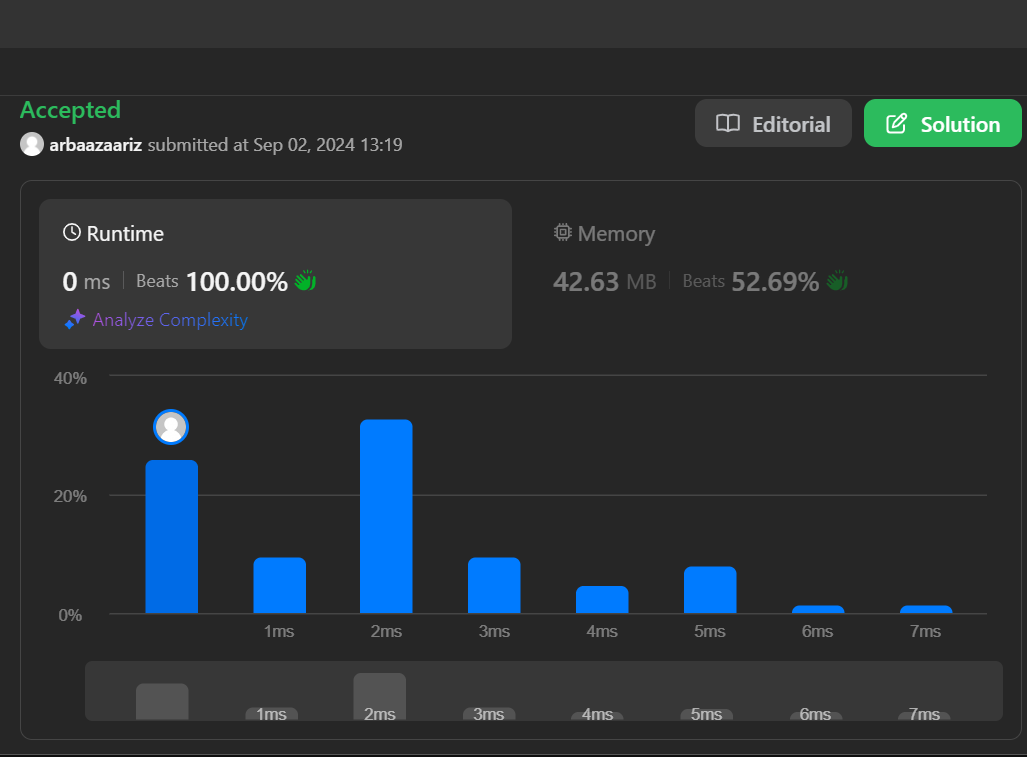 Accepted
arbaazaariz submitted at Sep 02, 2024 13:19
Editorial
Solution
Runtime
0 ms | Beats 100.00%
Analyze Complexity
Memory
42.63 MB | Beats 52.69%
40%
20%
0%
1ms 2ms 3ms 4ms 5ms 6ms 7ms
1ms 2ms 3ms 4ms 5ms 6ms 7ms